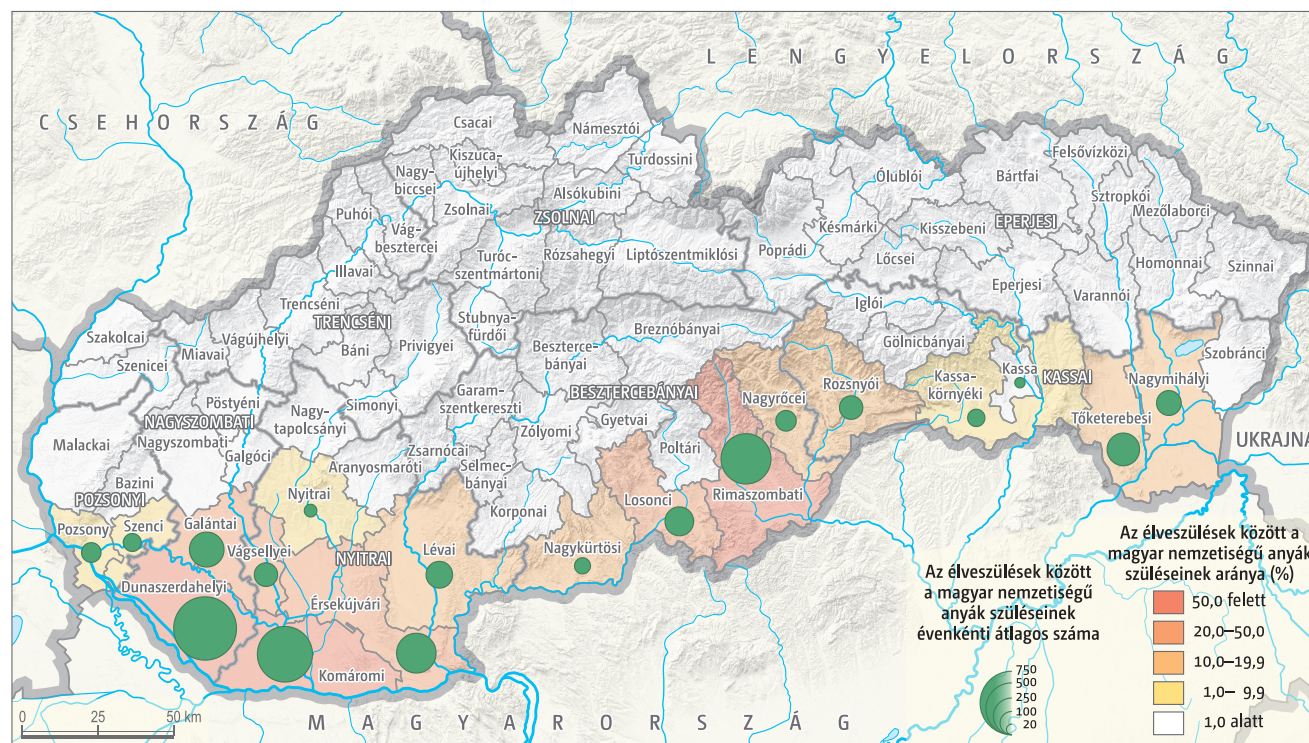 LENGYELORSZÁG
CSEHORSZÁG
Csacai
Námesztói
Kiszuca-
újhelyi
Turdossini
Felsővízközi
Nagy-
biccsei
Alsókubini
Ólublói
Bártfai
Sztropkói
Mezőlaborci
Puhói
Zsolnai
ZSOLNAI
Késmárki
Kisszebeni
EPERJESI
Vág-
besztercei
Turóc-
szentmártoni
Rózsahegyi
Liptószentmiklósi
Poprádi
Lőcsei
Homonnai
Szinnai
Illavai
Eperjesi
Varannói
Trencséni
TRENCSÉNI
Stubnya-
fürdői
Iglói
Breznóbányai
Gölnicbányai
Szakolcai
Miavai
Vágújhelyi
Báni
Privigyei
Beszterce-
bányai
Szobránci
Szenicei
Garam-
szentkereszti
BESZTERCEBÁNYAI
Kassa
KASSAI
Nagymihályi
Pöstyéni
Nagy-
tapolcsányi
Simonyi
Nagyrőcei
Rozsnyói
Kassa-
környéki
NAGYSZOMBATI
Nagyszombati
Zólyomi
Gyetvai
Tőketerebesi
UKRAJNA
Malackai
Galgóci
Zsarnócai
Poltári
Aranyosmaróti
Selmec-
bányai
Bazini
POZSONYI
Nyitrai
Losonci
Rimaszombati
Korponai
Pozsony
Szenci
Galántai
Vágsellyei
NYITRAI
Lévai
Nagykürtösi
Dunaszerdahelyi
Érsekújvári
Komáromi
MAGYARORSZÁG
0 25 50 km
Az élveszülések között
a magyar nemzetiségű
anyák szüléseinek
évenkénti átlagos száma
750
500
250
100
20
Az élveszülések között a
magyar nemzetiségű anyák
szüléseinek aránya (%)
50,0 felett
20,0–50,0
10,0–19,9
1,0– 9,9
1,0 alatt